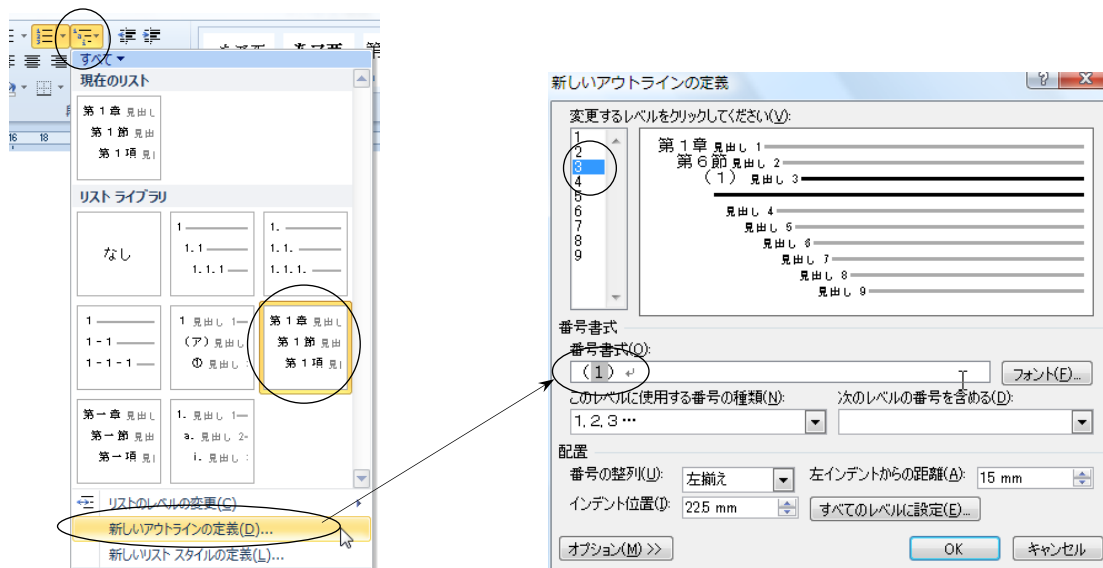 すべて
現在のリスト
第１章 見出し
第１節 見出
第１項 見
16 18
リスト ライブラリ
なし
1
1.1
1.1.1
1.
1.1.
1.1.1.
1
1-1
1-1-1
1 見出し 1
(ア) 見出し
① 見出し
第１章 見出し
第１節 見出
第１項 見
第一章 見出し
第一節 見出
第一項 見
1. 見出し 1
a. 見出し 2
i. 見出し
リストのレベルの変更(C)
新しいアウトラインの定義(D)...
新しいリスト スタイルの定義(L)...
新しいアウトラインの定義
変更するレベルをクリックしてください(V):
1
2
3
4
5
6
7
8
9
第１章 見出し 1
第６節 見出し 2
（１） 見出し 3
見出し 4
見出し 5
見出し 6
見出し 7
見出し 8
見出し 9
番号書式
番号書式(O):
（1）
フォント(F)...
このレベルに使用する番号の種類(N):
次のレベルの番号を含める(D):
1, 2, 3 …
配置
番号の整列(U):
左揃え
左インデントからの距離(A):
15 mm
インデント位置(I):
22.5 mm
すべてのレベルに設定(E)...
オプション(M) >>
OK
キャンセル